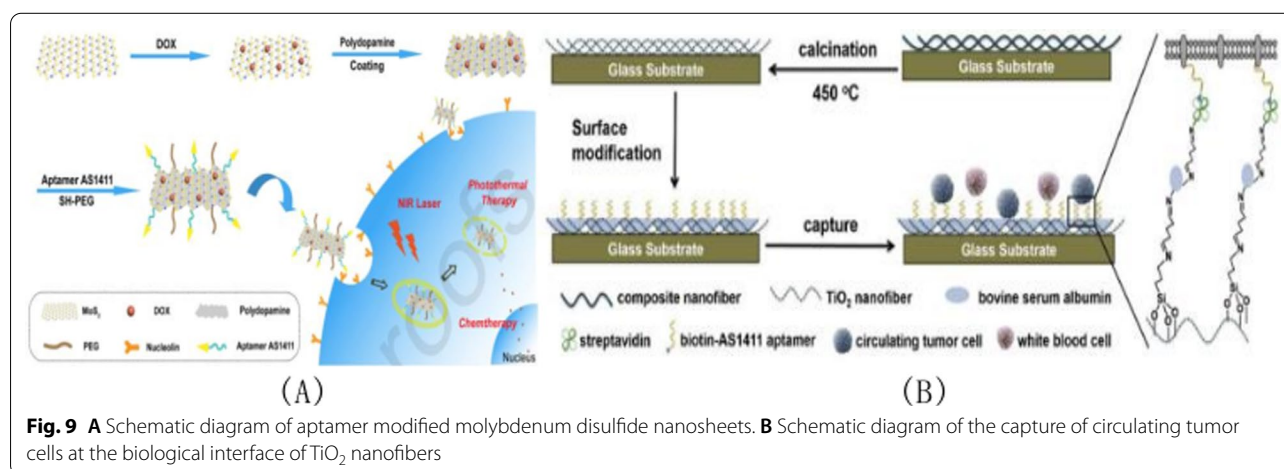 DOX
Polydopamine
Coating
Aptamer AS1411
SH-PEG
NIR Laser
Photothermal
Therapy
Chemtherapy
Nucleus
roofs
MoS₂
DOX
Polydopamine
PEG
Nucleolin
Aptamer AS1411
(A)
Glass Substrate
calcination
450 °C
Glass Substrate
Surface
modification
Glass Substrate
capture
Glass Substrate
composite nanofiber
TiO₂ nanofiber
bovine serum albumin
streptavidin
biotin-AS1411 aptamer
circulating tumor cell
white blood cell
N
N
N
N
Si
O
O
O
Si
O
O
O
(B)
Fig. 9 A Schematic diagram of aptamer modified molybdenum disulfide nanosheets. B Schematic diagram of the capture of circulating tumor
cells at the biological interface of TiO₂ nanofibers